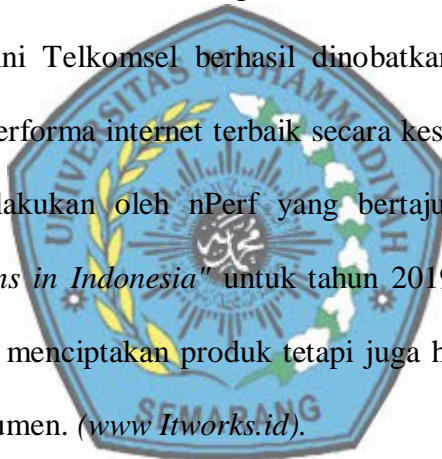 ini Telkomsel berhasil dinobatkan
erforma internet terbaik secara kes
lakukan oleh nPerf yang bertaju
ns in Indonesia" untuk tahun 2019
menciptakan produk tetapi juga h
umen. (www Itworks.id).
UNIVERSITAS MUHAMMADIYAH
SEMARANG